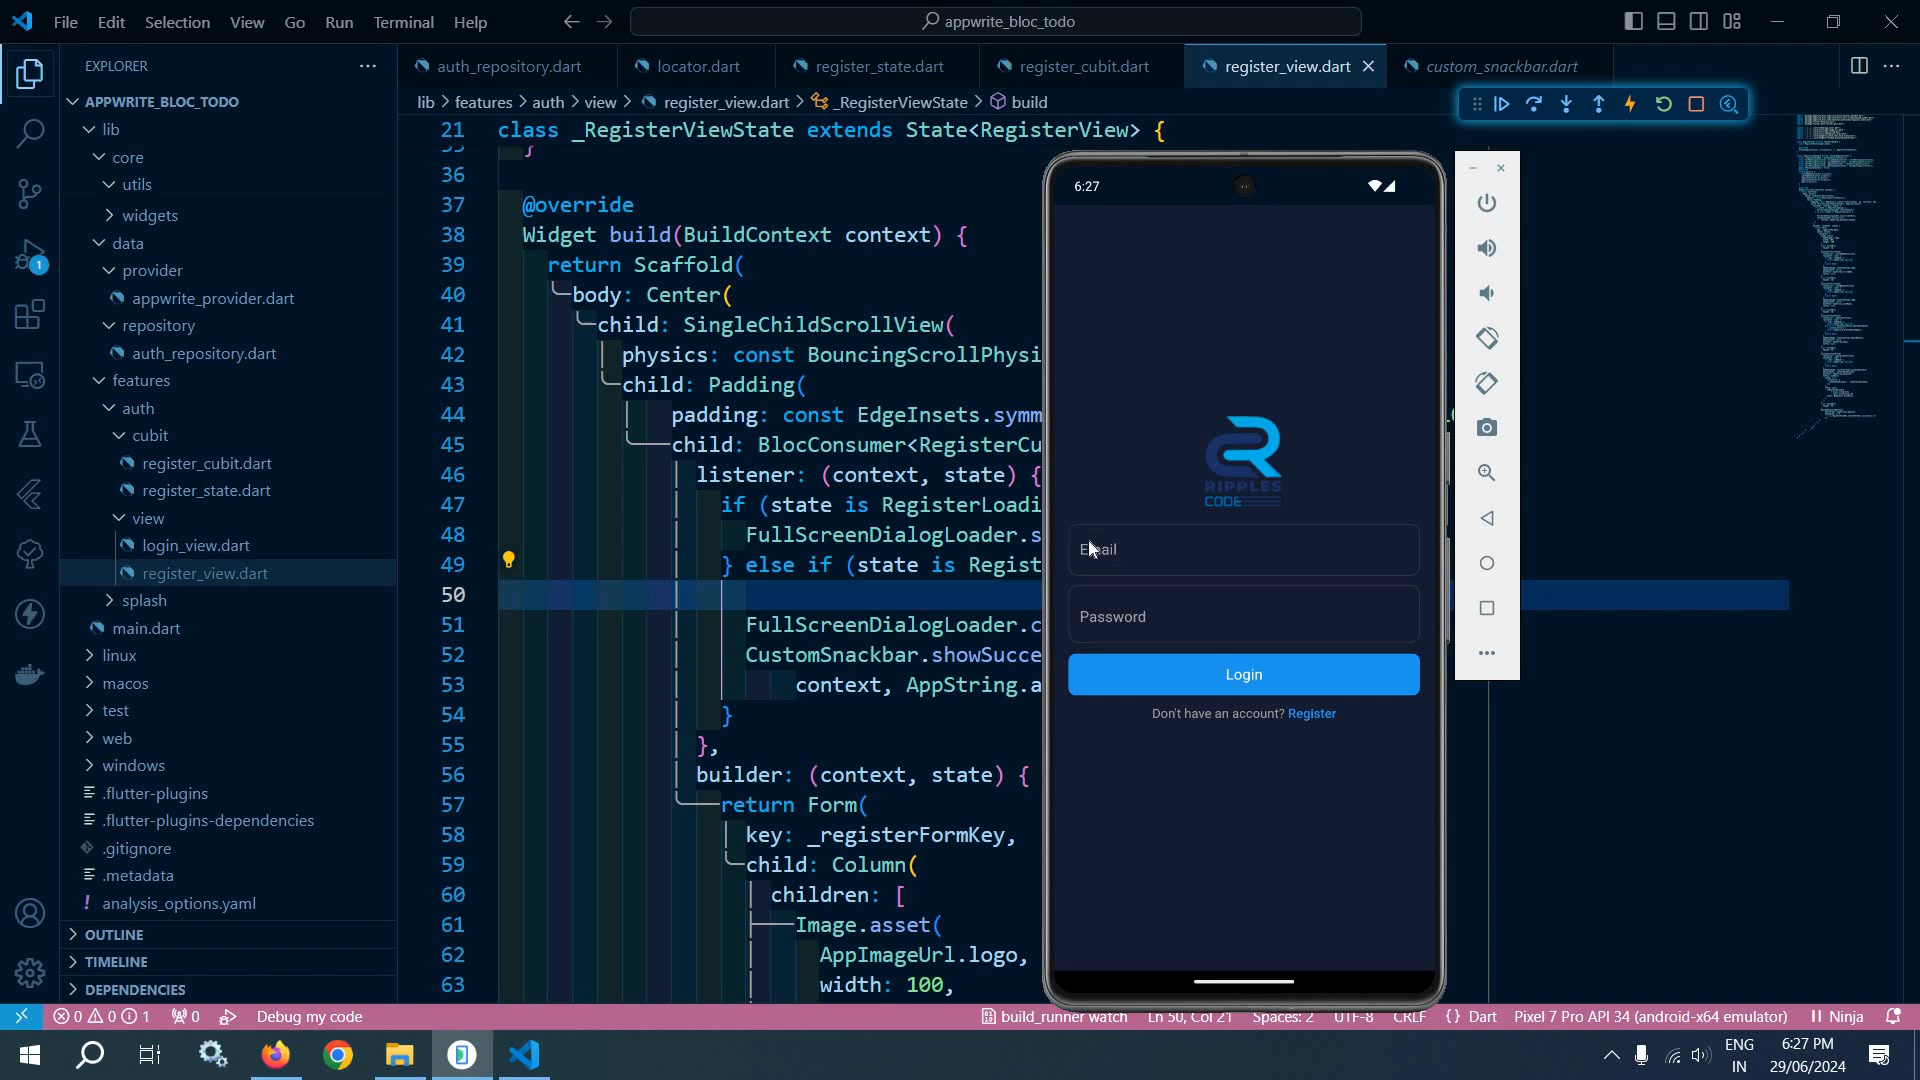 File Edit Selection View Go Run Terminal Help
appwrite_bloc_todo
EXPLORER
auth_repository.dart
locator.dart
register_state.dart
register_cubit.dart
register_view.dart
custom_snackbar.dart
lib > features > auth > view > register_view.dart > _RegisterViewState > build
APPWRITE_BLOC_TODO
lib
core
utils
widgets
data
provider
appwrite_provider.dart
repository
auth_repository.dart
features
auth
cubit
register_cubit.dart
register_state.dart
view
login_view.dart
register_view.dart
splash
main.dart
linux
macos
test
web
windows
.flutter-plugins
.flutter-plugins-dependencies
.gitignore
.metadata
analysis_options.yaml
OUTLINE
TIMELINE
DEPENDENCIES
1
21 class _RegisterViewState extends State<RegisterView> {
35 }
36
37 @override
38 Widget build(BuildContext context) {
39 return Scaffold(
40 body: Center(
41 child: SingleChildScrollView(
42 physics: const BouncingScrollPhysi
43 child: Padding(
44 padding: const EdgeInsets.symm
45 child: BlocConsumer<RegisterCu
46 listener: (context, state) {
47 if (state is RegisterLoadi
48 FullScreenDialogLoader.s
49 } else if (state is Regist
50
51 FullScreenDialogLoader.c
52 CustomSnackbar.showSucce
53 context, AppString.a
54 }
55 },
56 builder: (context, state) {
57 return Form(
58 key: _registerFormKey,
59 child: Column(
60 children: [
61 Image.asset(
62 AppImageUrl.logo,
63 width: 100,
6:27
RIPPLES
CODE
Email
Password
Login
Don't have an account? Register
0 0 1 0 Debug my code
build_runner watch Ln 50, Col 21 Spaces: 2 UTF-8 CRLF {} Dart Pixel 7 Pro API 34 (android-x64 emulator) Ninja
ENG
IN
6:27 PM
29/06/2024